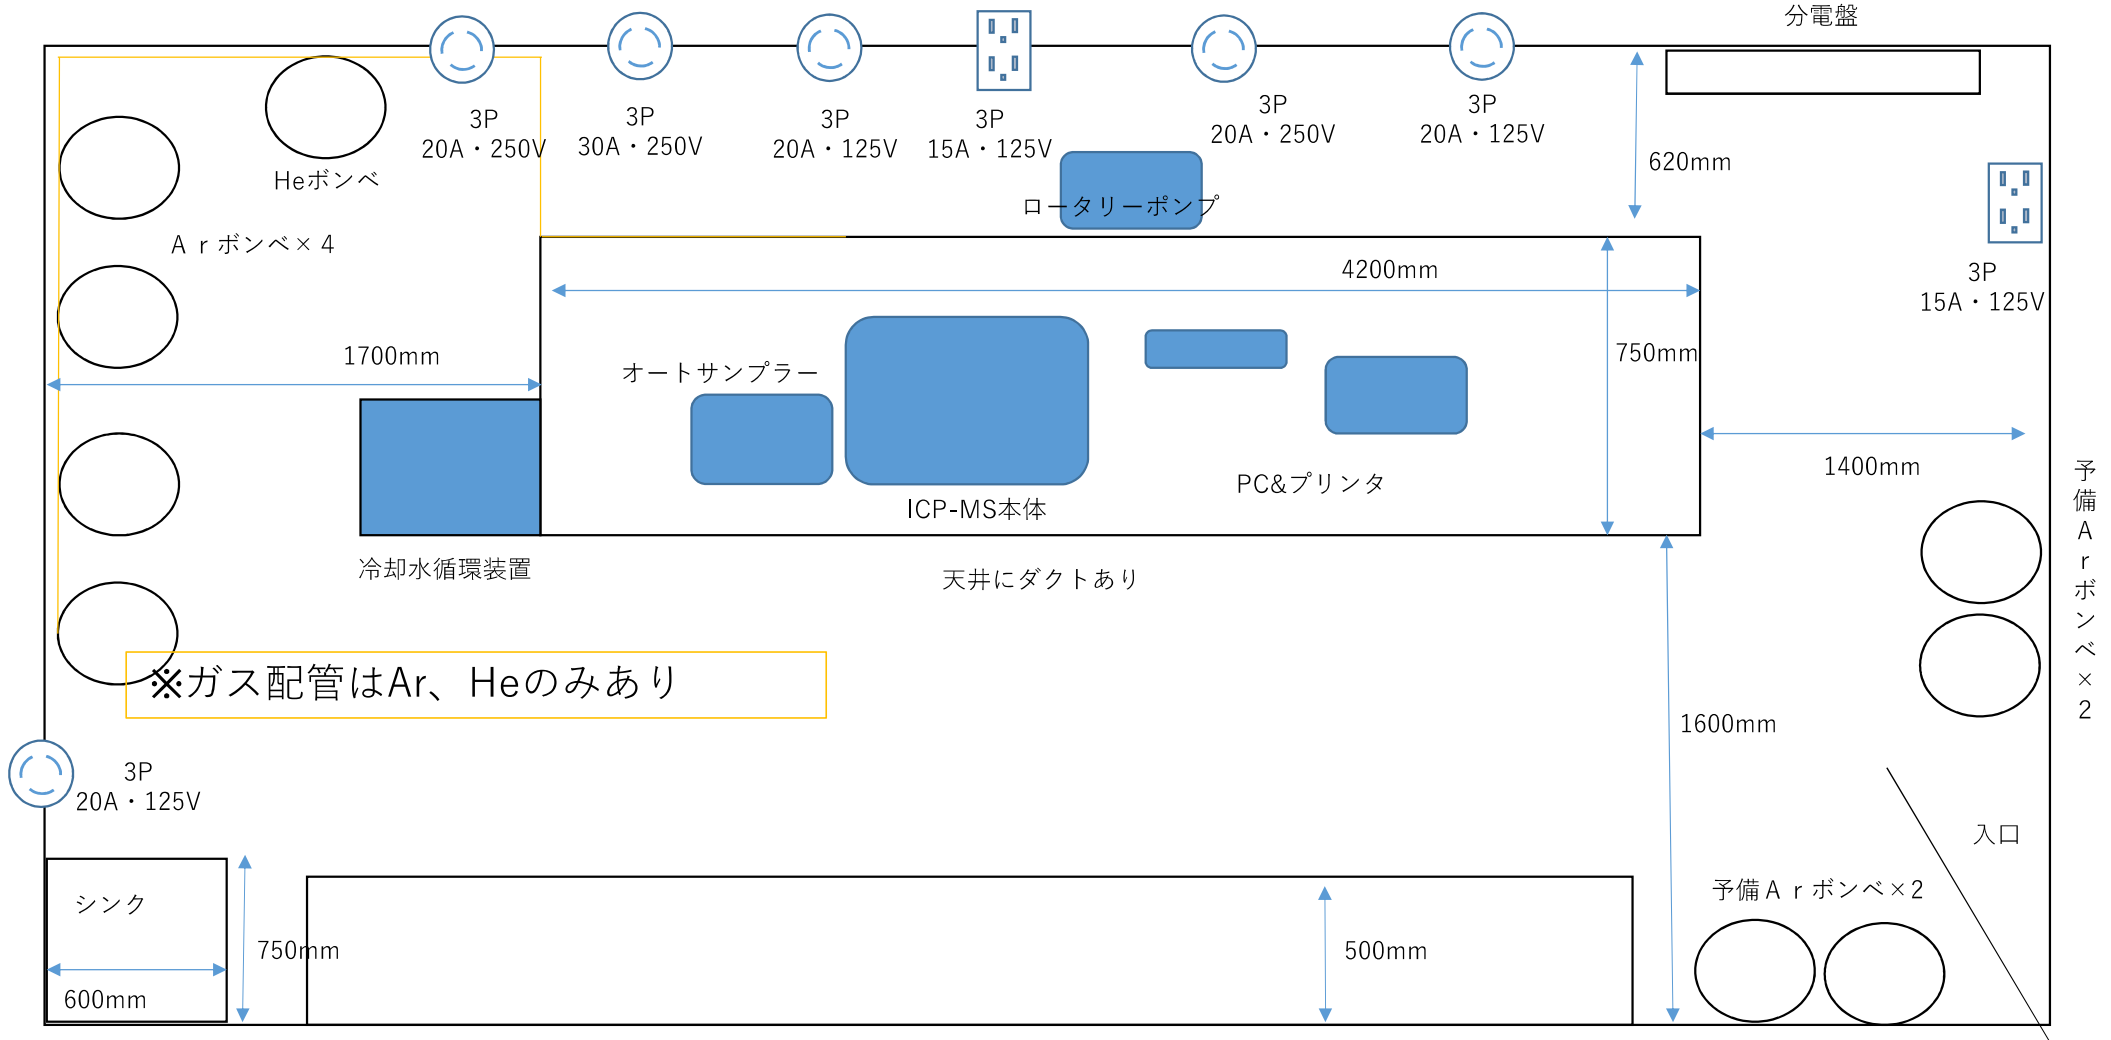 分電盤
3P
20A・250V
3P
30A・250V
3P
20A・125V
3P
15A・125V
3P
20A・250V
3P
20A・125V
620mm
Heボンベ
ロータリーポンプ
Ａｒボンベ×４
4200mm
3P
15A・125V
1700mm
オートサンプラー
750mm
1400mm
PC&プリンタ
ICP-MS本体
冷却水循環装置
天井にダクトあり
予備Ａｒボンベ×２
※ガス配管はAr、Heのみあり
1600mm
3P
20A・125V
入口
シンク
予備Ａｒボンベ×2
750mm
500mm
600mm